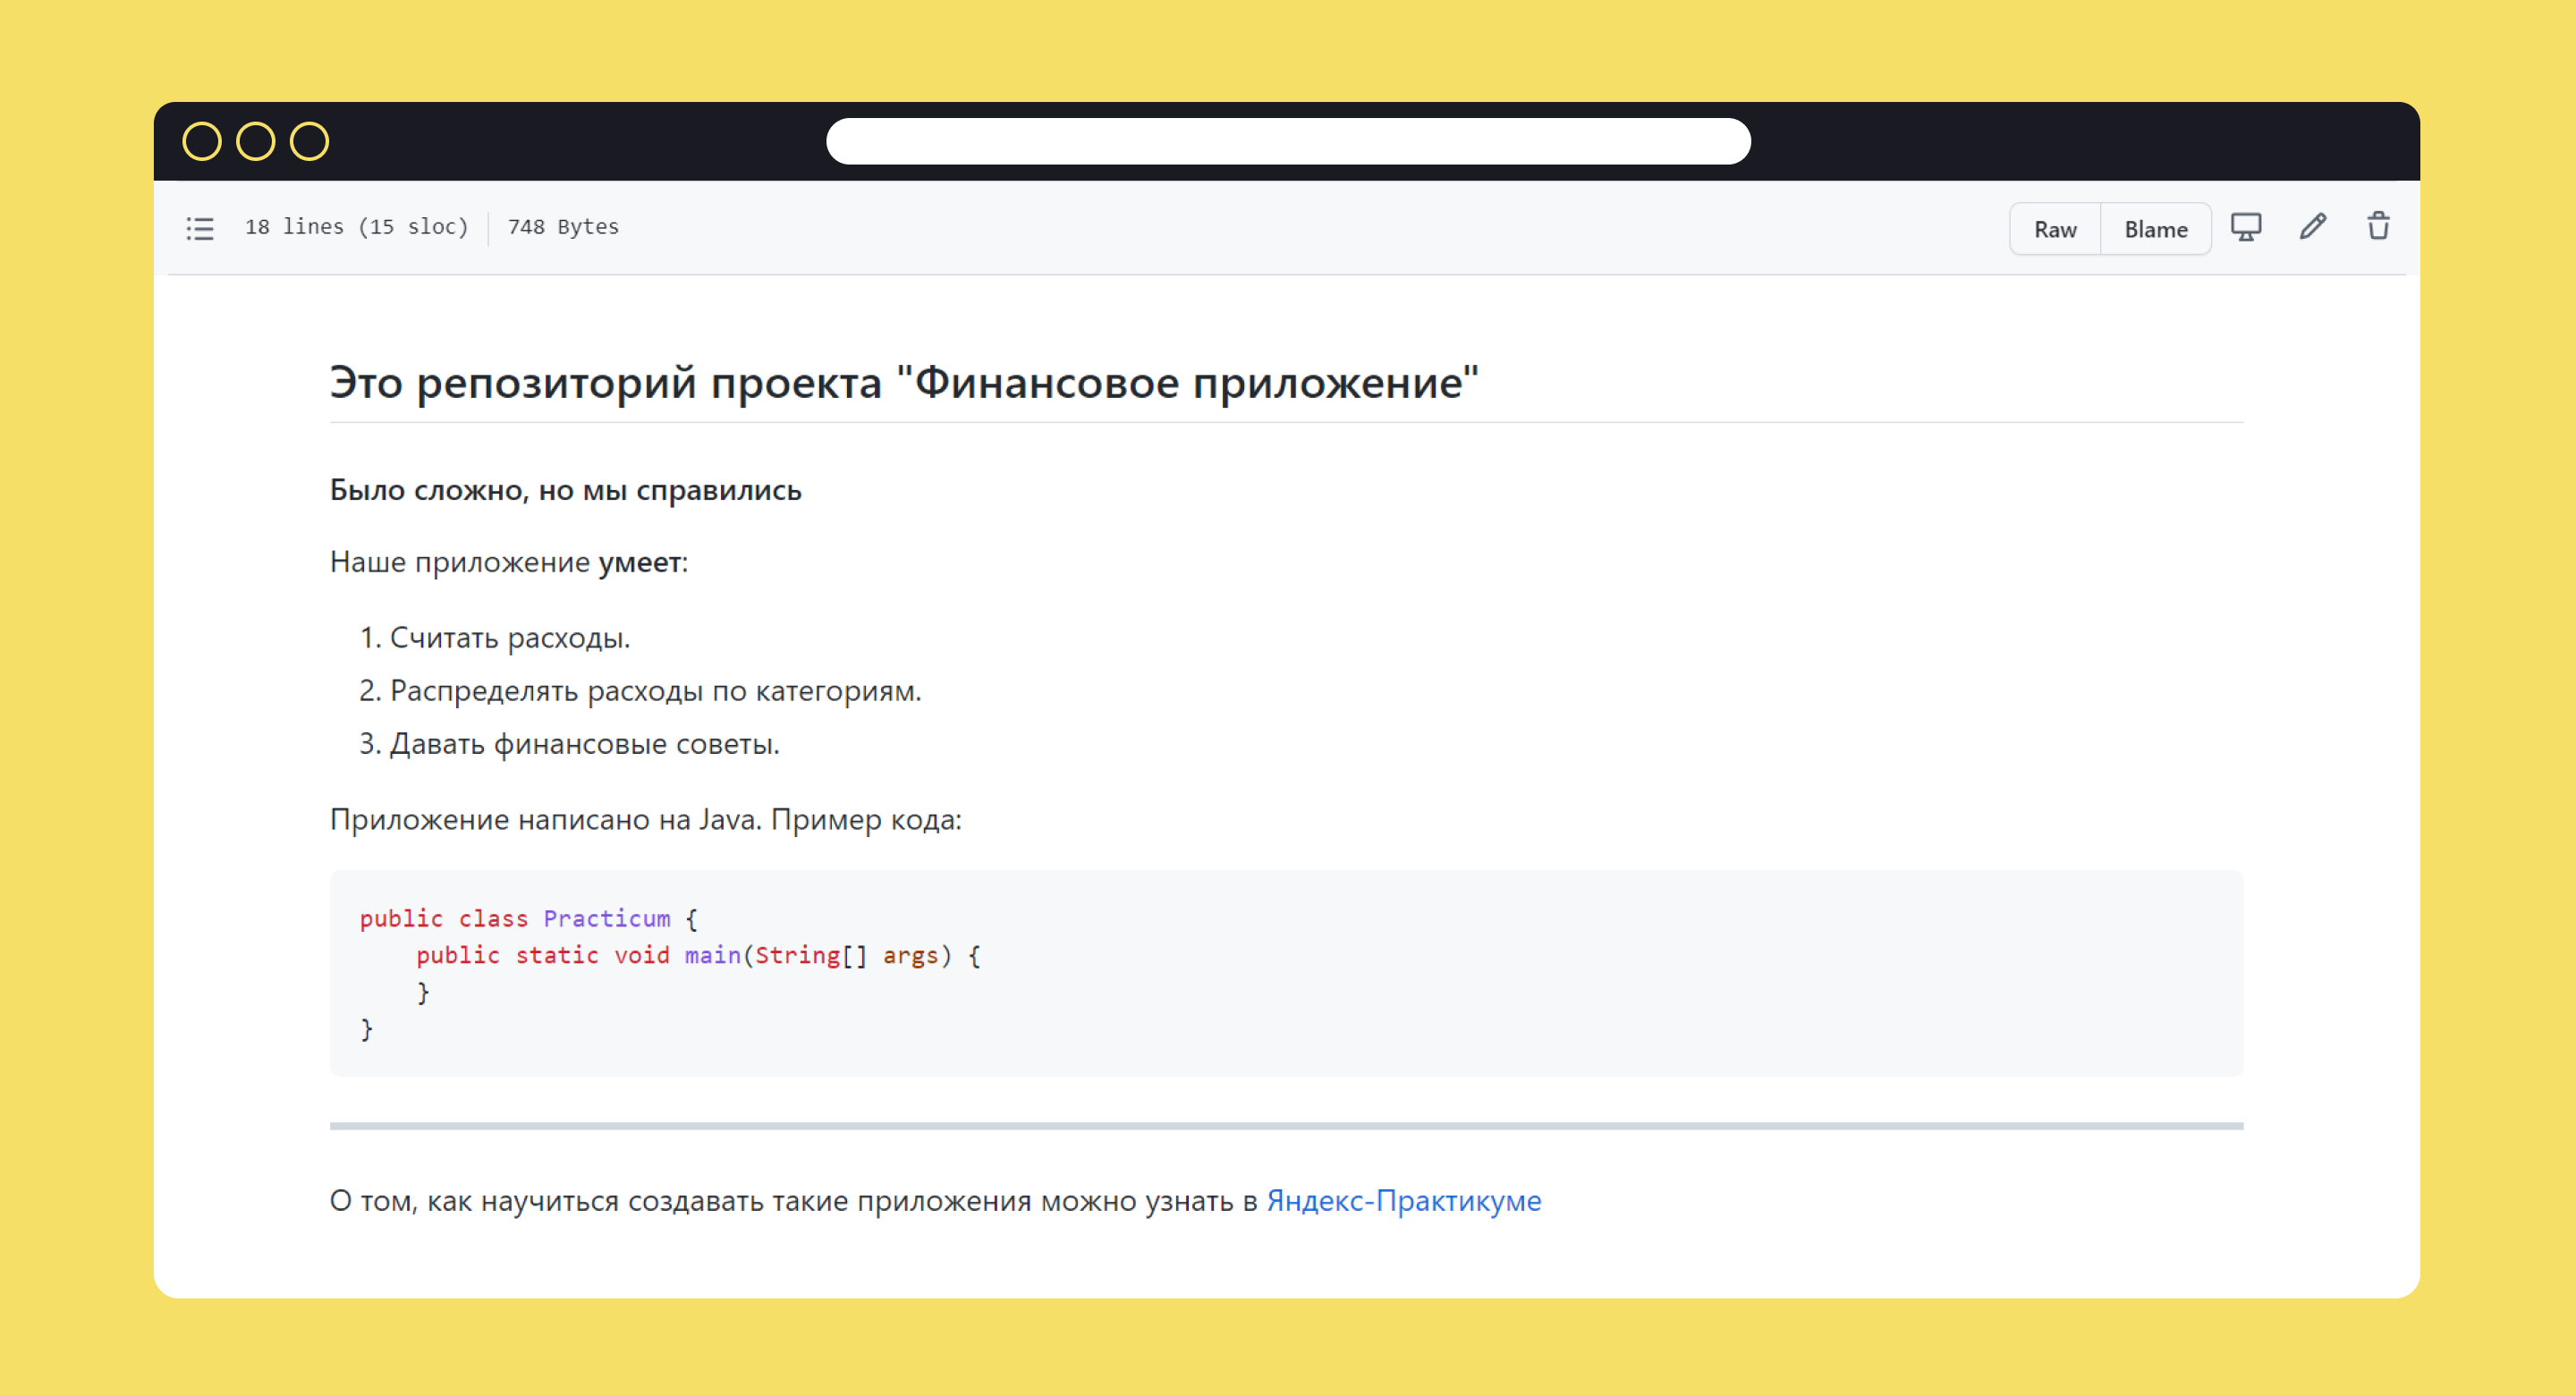 18 lines (15 sloc) 748 Bytes Raw Blame
Это репозиторий проекта "Финансовое приложение"
Было сложно, но мы справились
Наше приложение умеет:
1. Считать расходы.
2. Распределять расходы по категориям.
3. Давать финансовые советы.
Приложение написано на Java. Пример кода:
public class Practicum {
    public static void main(String[] args) {
    }
}
О том, как научиться создавать такие приложения можно узнать в Яндекс-Практикуме